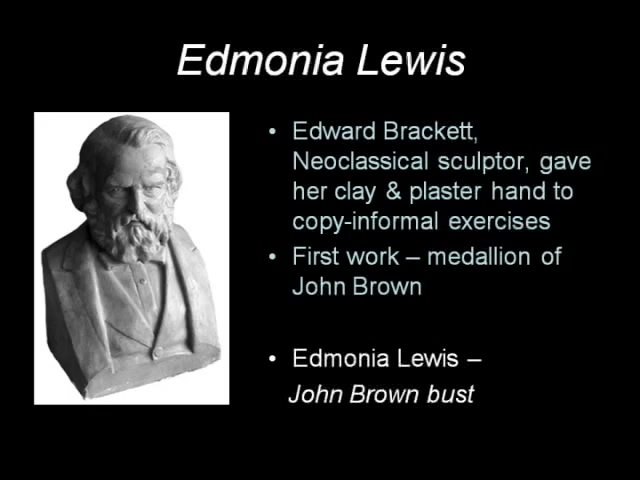 Edmonia Lewis
• Edward Brackett,
Neoclassical sculptor, gave
her clay & plaster hand to
copy-informal exercises
• First work – medallion of
John Brown
• Edmonia Lewis –
John Brown bust